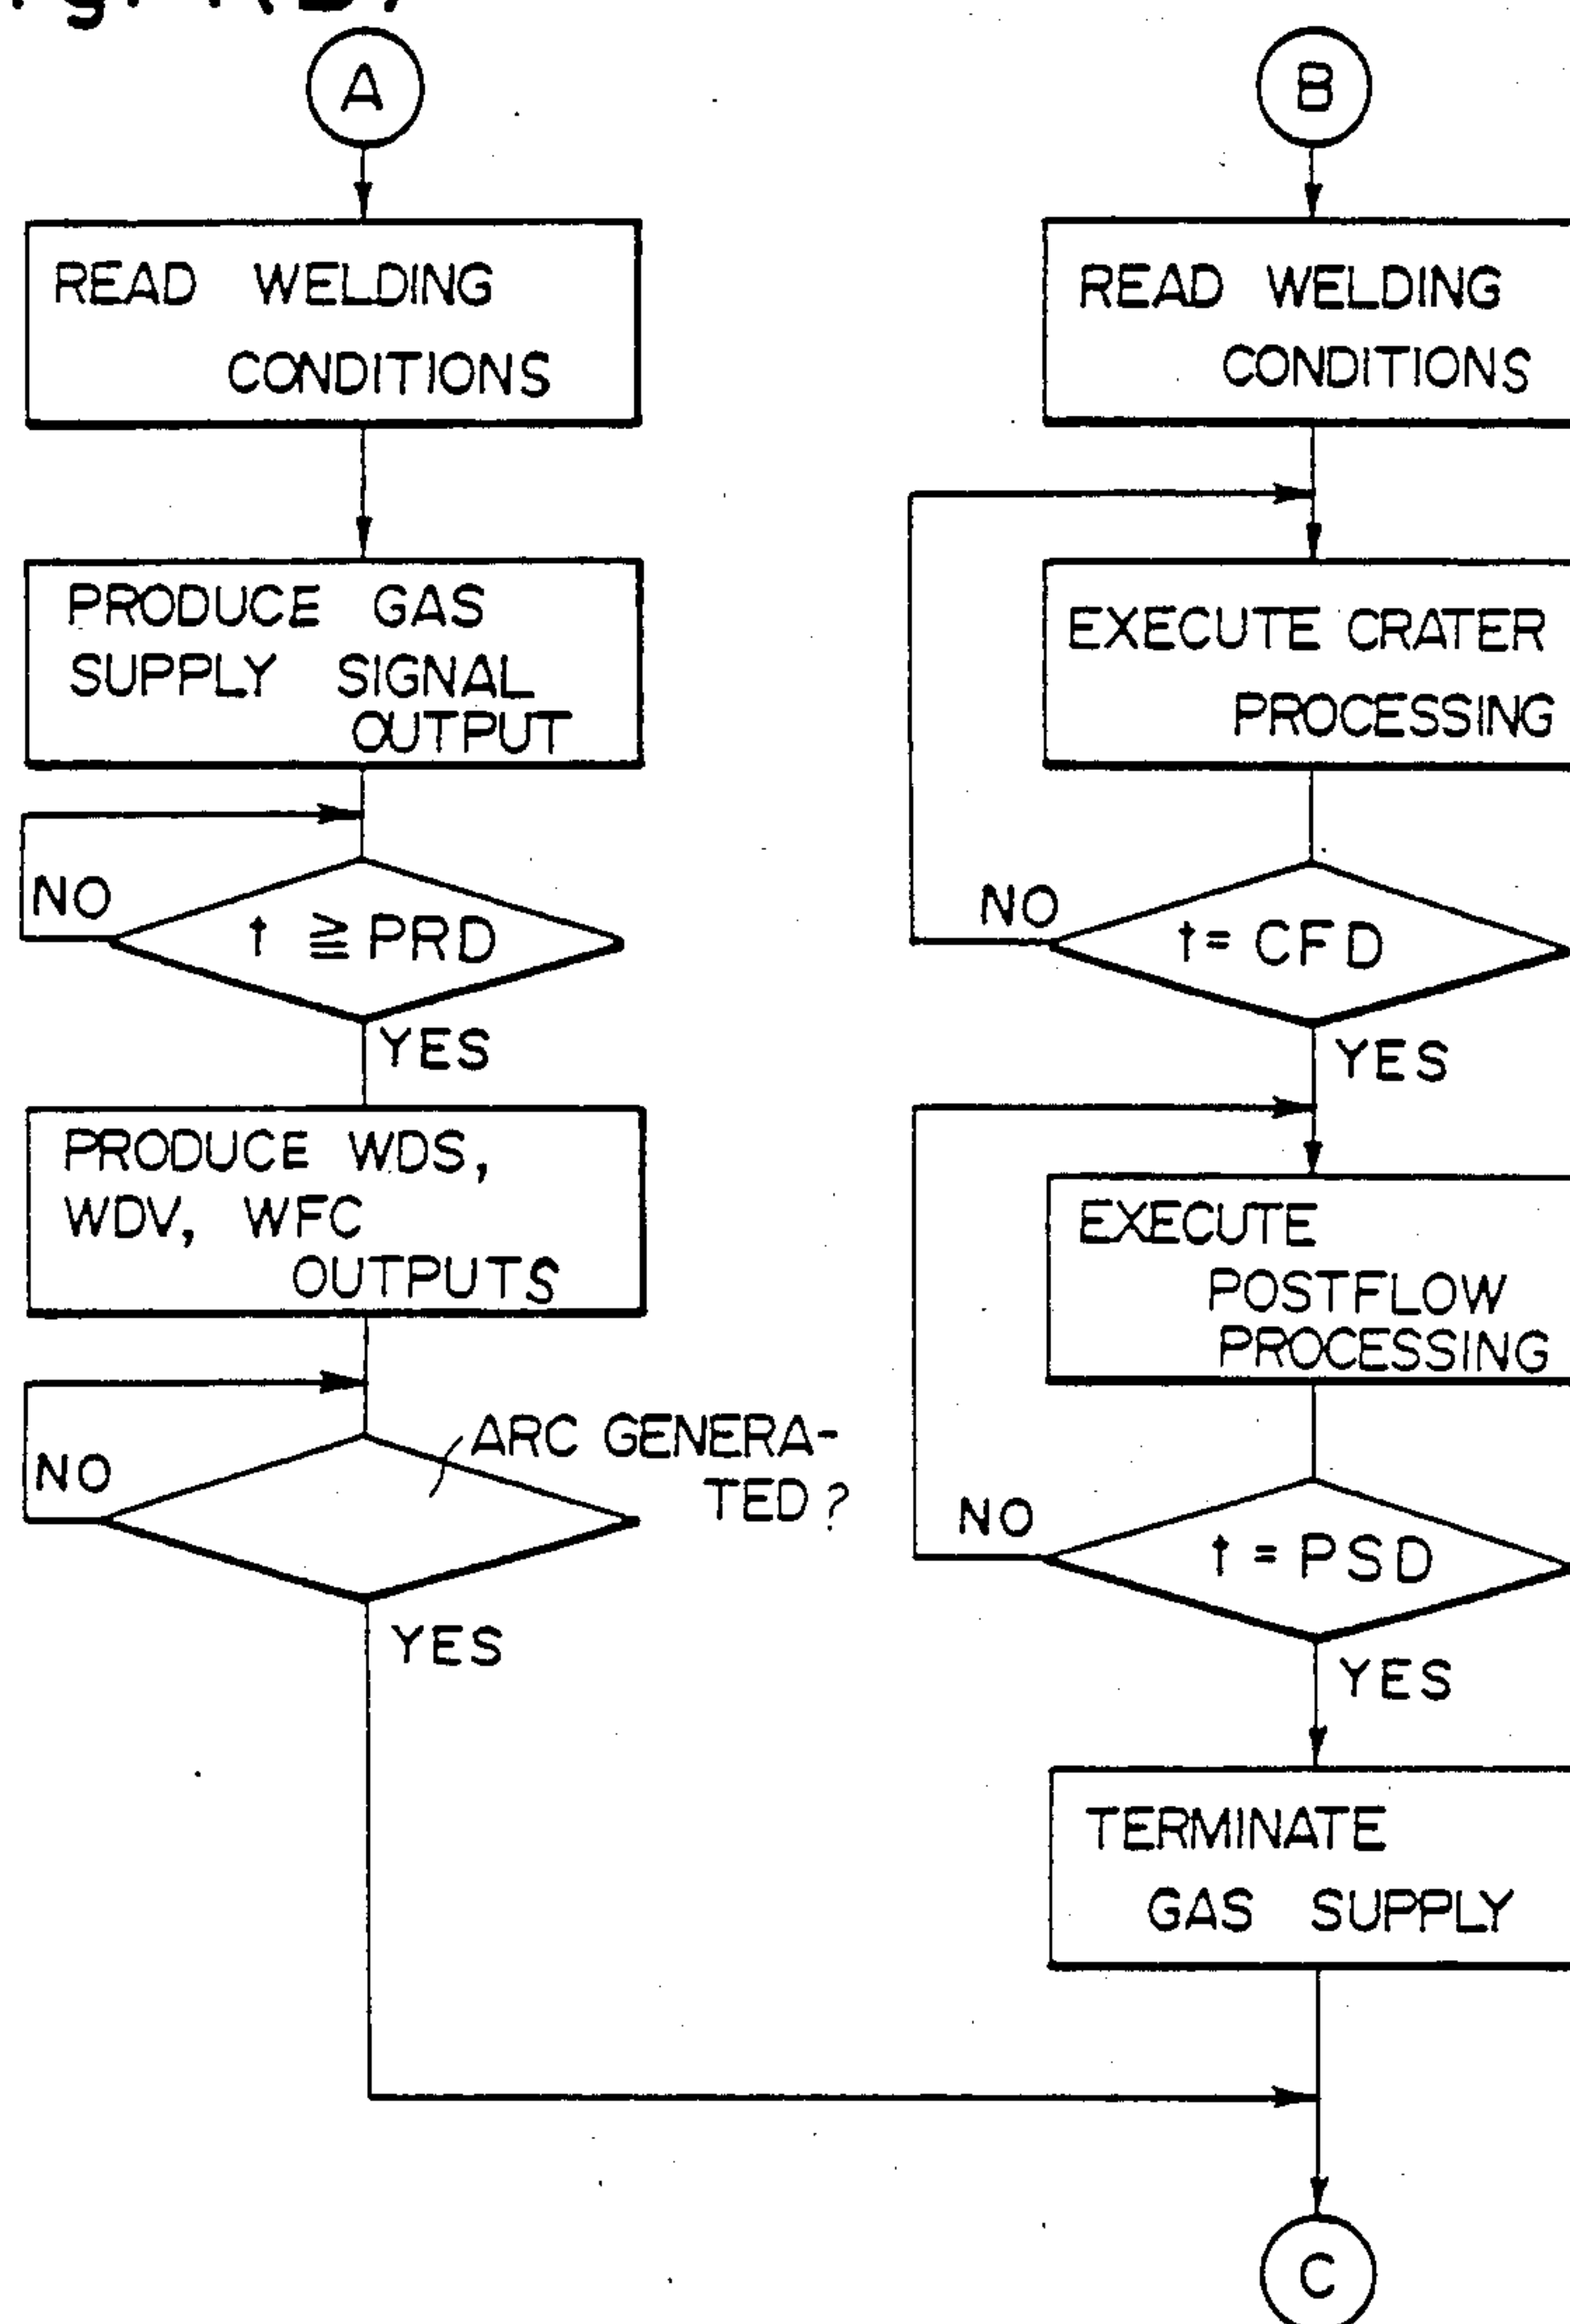 A
READ WELDING
CONDITIONS
PRODUCE GAS
SUPPLY SIGNAL
OUTPUT
NO
t ≧ PRD
YES
PRODUCE WDS,
WDV, WFC
OUTPUTS
ARC GENERA-
TED?
NO
YES
B
READ WELDING
CONDITIONS
EXECUTE CRATER
PROCESSING
NO
t = CFD
YES
EXECUTE
POSTFLOW
PROCESSING
NO
t = PSD
YES
TERMINATE
GAS SUPPLY
C